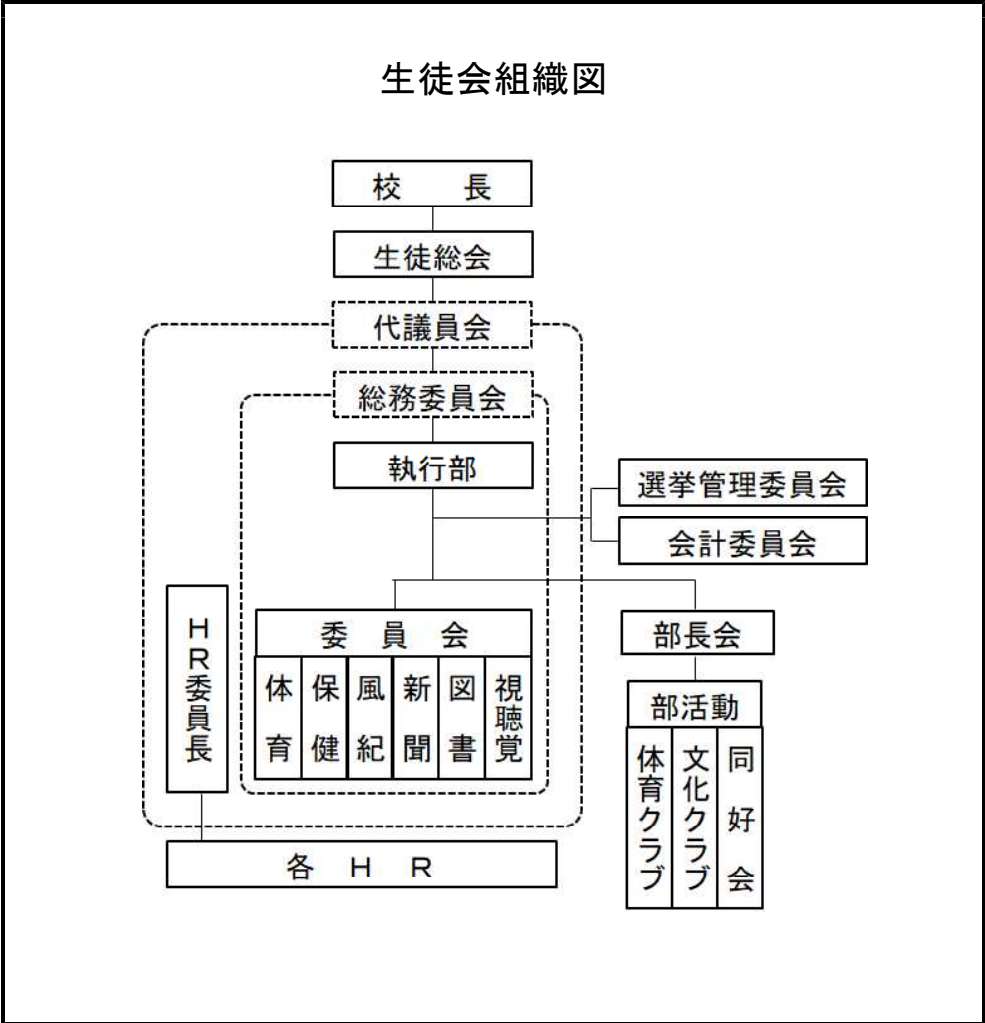 生徒会組織図
校　長
生徒総会
代議員会
総務委員会
執行部
選挙管理委員会
会計委員会
HR委員長
委員会
体育
保健
風紀
新聞
図書
視聴覚
部長会
部活動
体育クラブ
文化クラブ
同好会
各HR